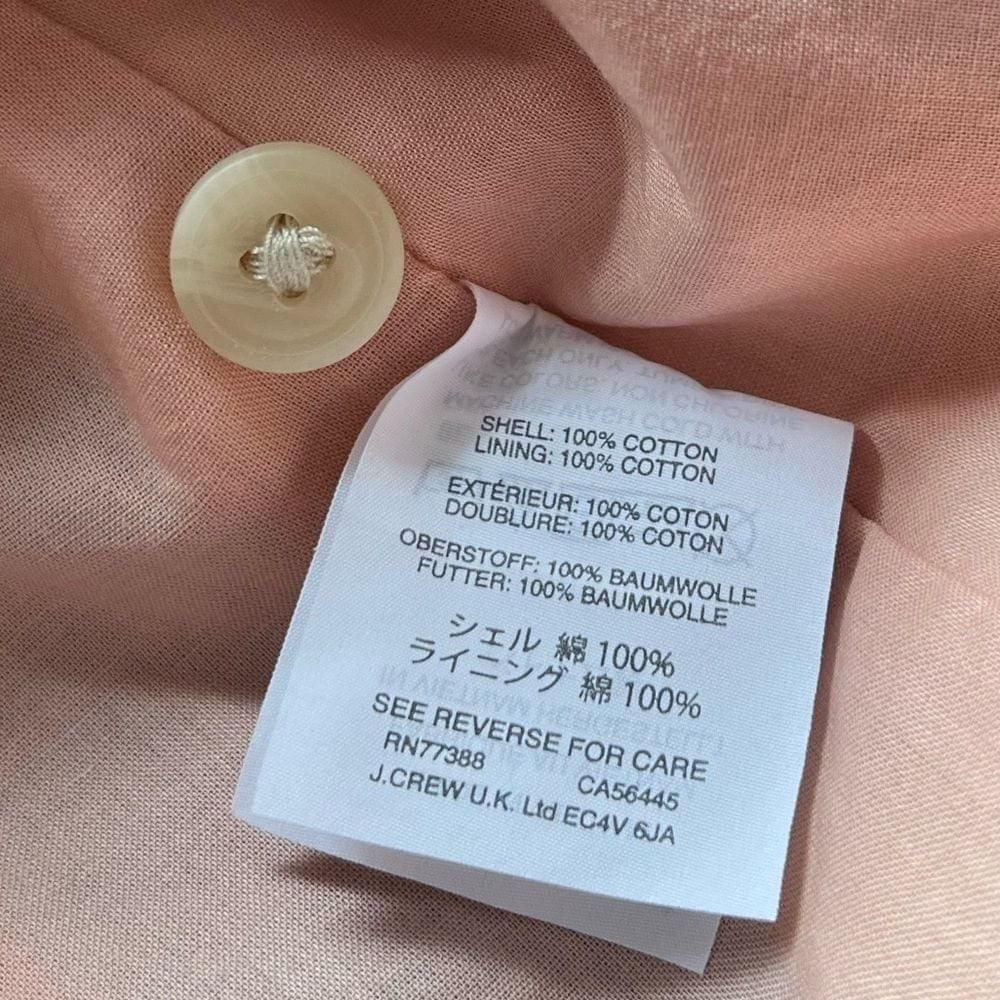 SHELL: 100% COTTON
LINING: 100% COTTON
EXTÉRIEUR: 100% COTON
DOUBLURE: 100% COTON
OBERSTOFF: 100% BAUMWOLLE
FUTTER: 100% BAUMWOLLE
シェル 綿 100%
ライニング 綿 100%
SEE REVERSE FOR CARE
RN77388 CA56445
J.CREW U.K. Ltd EC4V 6JA